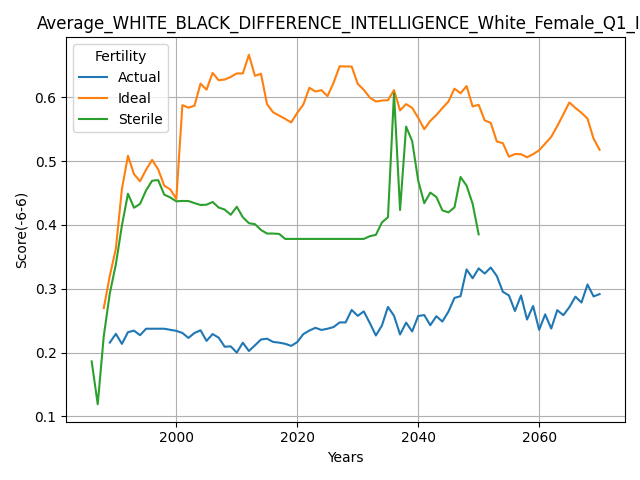 Average_WHITE_BLACK_DIFFERENCE_INTELLIGENCE_White_Female_Q1_I
Fertility
Actual
Ideal
Sterile
Score(-6-6)
0.6
0.5
0.4
0.3
0.2
0.1
2000
2020
2040
2060
Years